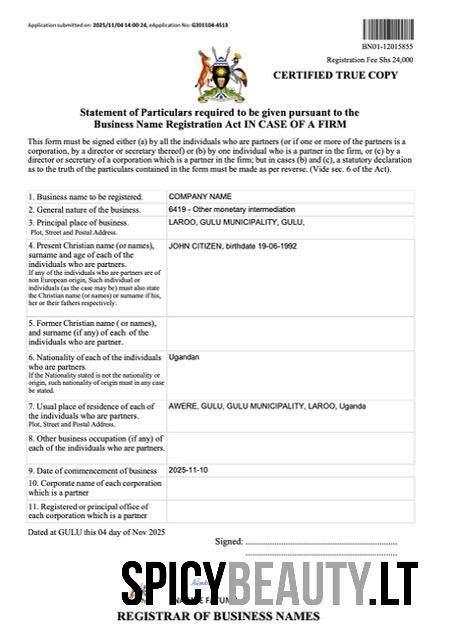 Application submitted on: 2025/11/04 14:00:24, eApplication No: G201104-4513
BN01-12015855
Registration Fee Shs 24,000
CERTIFIED TRUE COPY
Statement of Particulars required to be given pursuant to the
Business Name Registration Act IN CASE OF A FIRM
This form must be signed either (a) by all the individuals who are partners (or if one or more of the partners is a
corporation, by a director or secretary thereof) or (b) by one individual who is a partner in the firm, or (c) by a
director or secretary of a corporation which is a partner in the firm; but in cases (b) and (c), a statutory declaration
as to the truth of the particulars contained in the form must be made as per reverse. (Vide sec. 6 of the Act).
1. Business name to be registered. COMPANY NAME
2. General nature of the business. 6419 - Other monetary intermediation
3. Principal place of business. LAROO, GULU MUNICIPALITY, GULU,
Plot, Street and Postal Address.
4. Present Christian name (or names), JOHN CITIZEN, birthdate 19-06-1992
surname and age of each of the
individuals who are partners.
If any of the individuals who are partners are of
non European origin, Such individual or
individuals (as the case may be) must also state
the Christian name (or names) or surname if his,
her or their fathers respectively.
5. Former Christian name ( or names),
and surname (if any) of each of the
individuals who are partner.
6. Nationality of each of the individuals Ugandan
who are partners.
If the Nationality stated is not the nationality or
origin, such nationality of origin must in any case
be stated.
7. Usual place of residence of each of AWERE, GULU, GULU MUNICIPALITY, LAROO, Uganda
the individuals who are partners.
Plot, Street and Postal Address.
8. Other business occupation (if any) of
each of the individuals who are partners.
9. Date of commencement of business 2025-11-10
10. Corporate name of each corporation
which is a partner
11. Registered or principal office of
each corporation which is a partner
Dated at GULU this 04 day of Nov 2025
Signed:
SPICYBEAUTY.LT
REGISTRAR OF BUSINESS NAMES